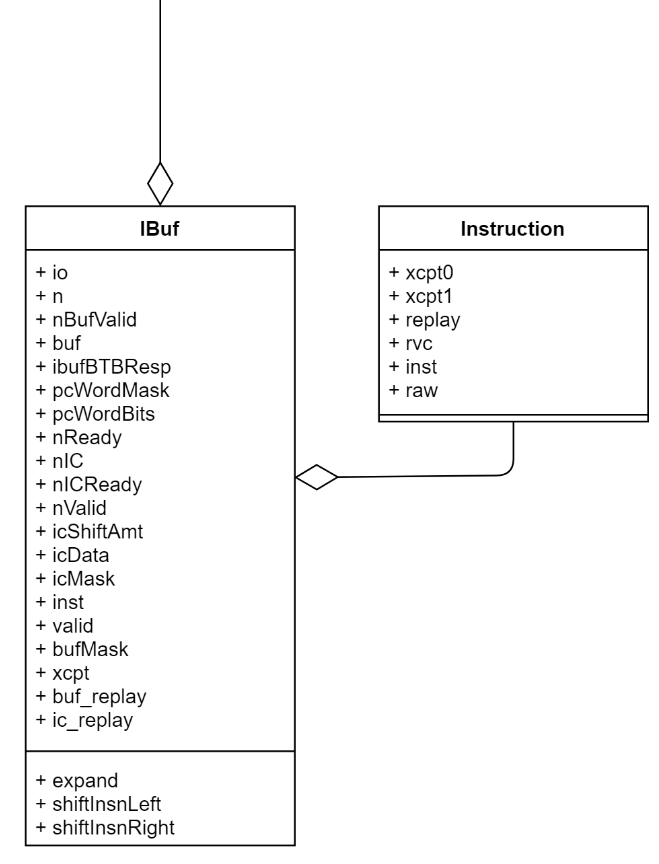 IBuf
+ io
+ n
+ nBufValid
+ buf
+ ibufBTBResp
+ pcWordMask
+ pcWordBits
+ nReady
+ nIC
+ nICReady
+ nValid
+ icShiftAmt
+ icData
+ icMask
+ inst
+ valid
+ bufMask
+ xcpt
+ buf_replay
+ ic_replay
+ expand
+ shiftInsnLeft
+ shiftInsnRight
Instruction
+ xcpt0
+ xcpt1
+ replay
+ rvc
+ inst
+ raw